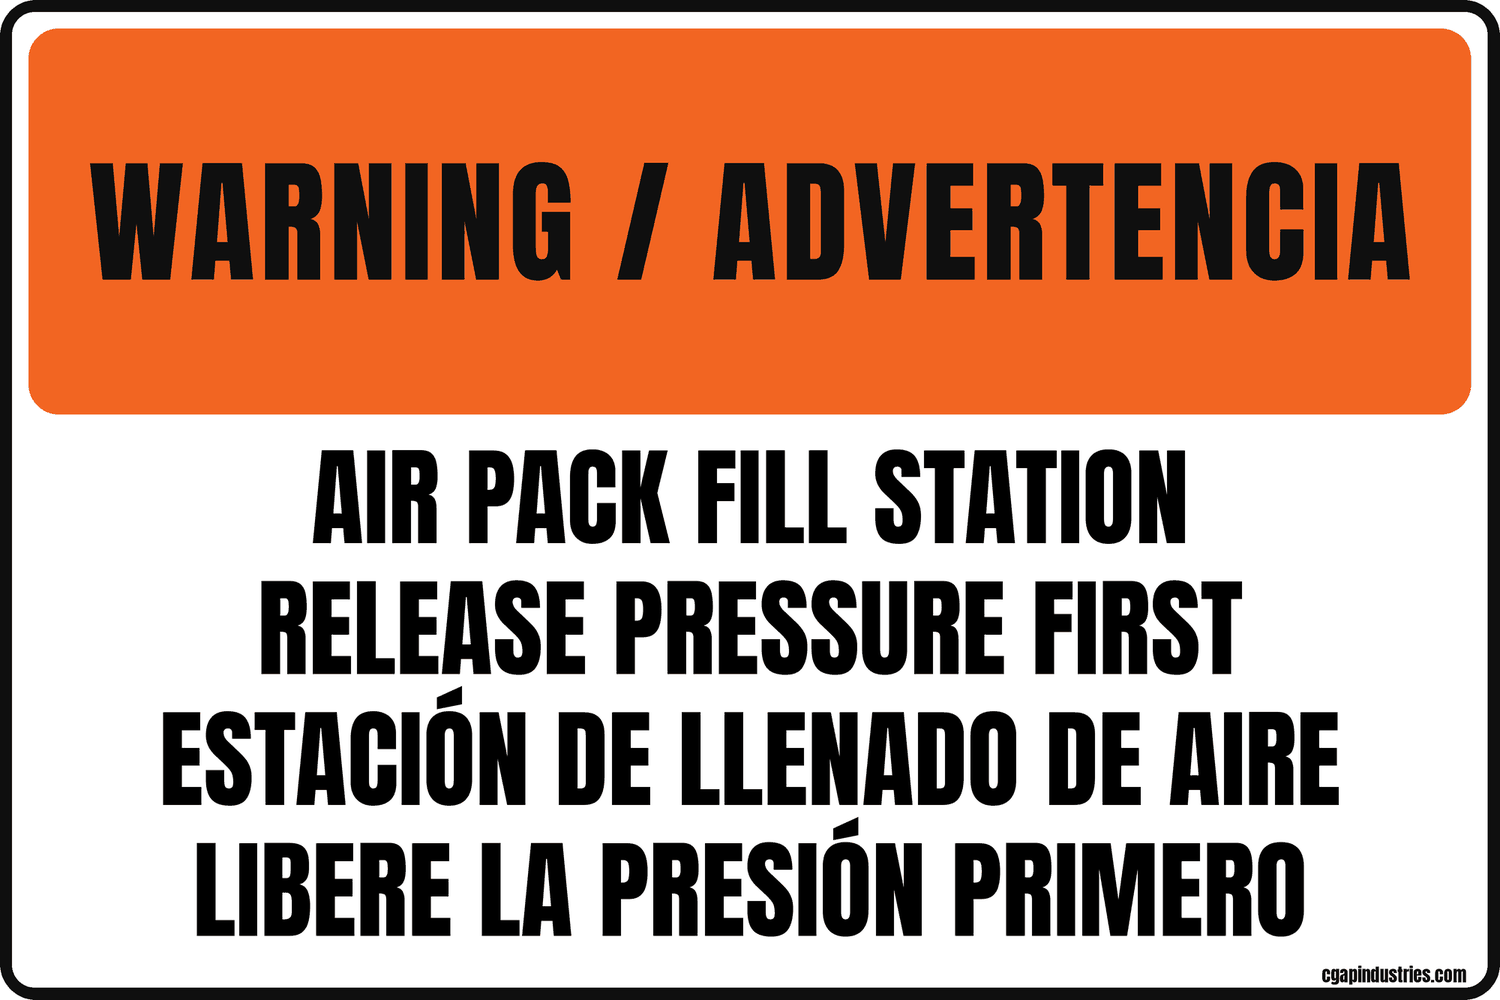 WARNING / ADVERTENCIA
AIR PACK FILL STATION
RELEASE PRESSURE FIRST
ESTACIÓN DE LLENADO DE AIRE
LIBERE LA PRESIÓN PRIMERO
cgapindustries.com